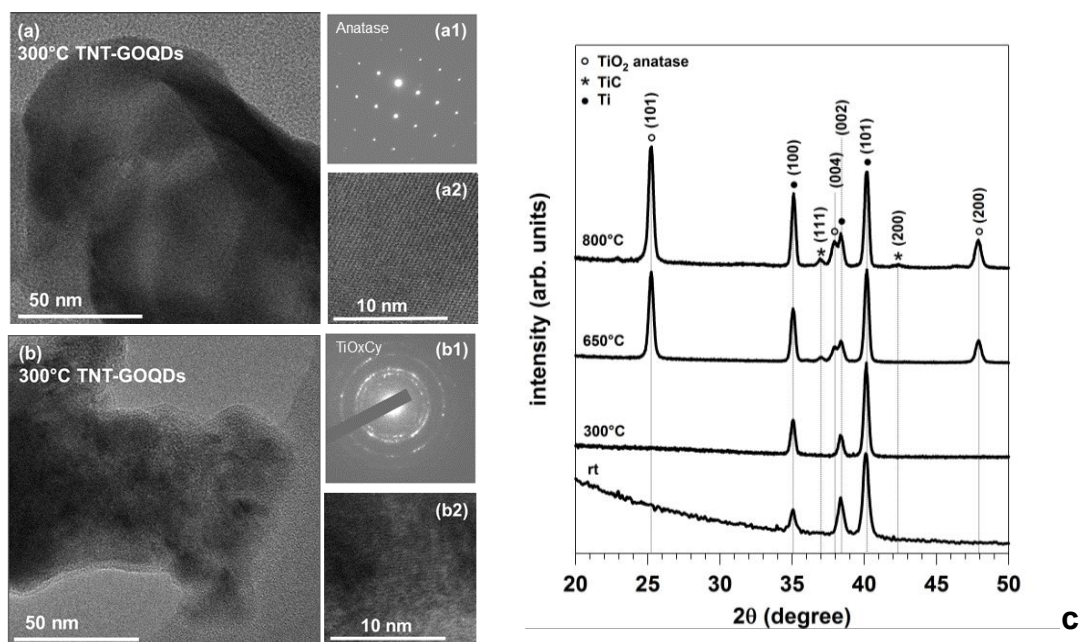 (a)
300°C TNT-GOQDs
50 nm
Anatase
(a1)
(a2)
10 nm
(b)
300°C TNT-GOQDs
50 nm
TiOxCy
(b1)
(b2)
10 nm
○ TiO₂ anatase
* TiC
● Ti
○ (101)
● (100)
* (111)
○ (004)
● (002)
● (101)
* (200)
○ (200)
800°C
650°C
300°C
rt
intensity (arb. units)
20 25 30 35 40 45 50
2θ (degree)
c